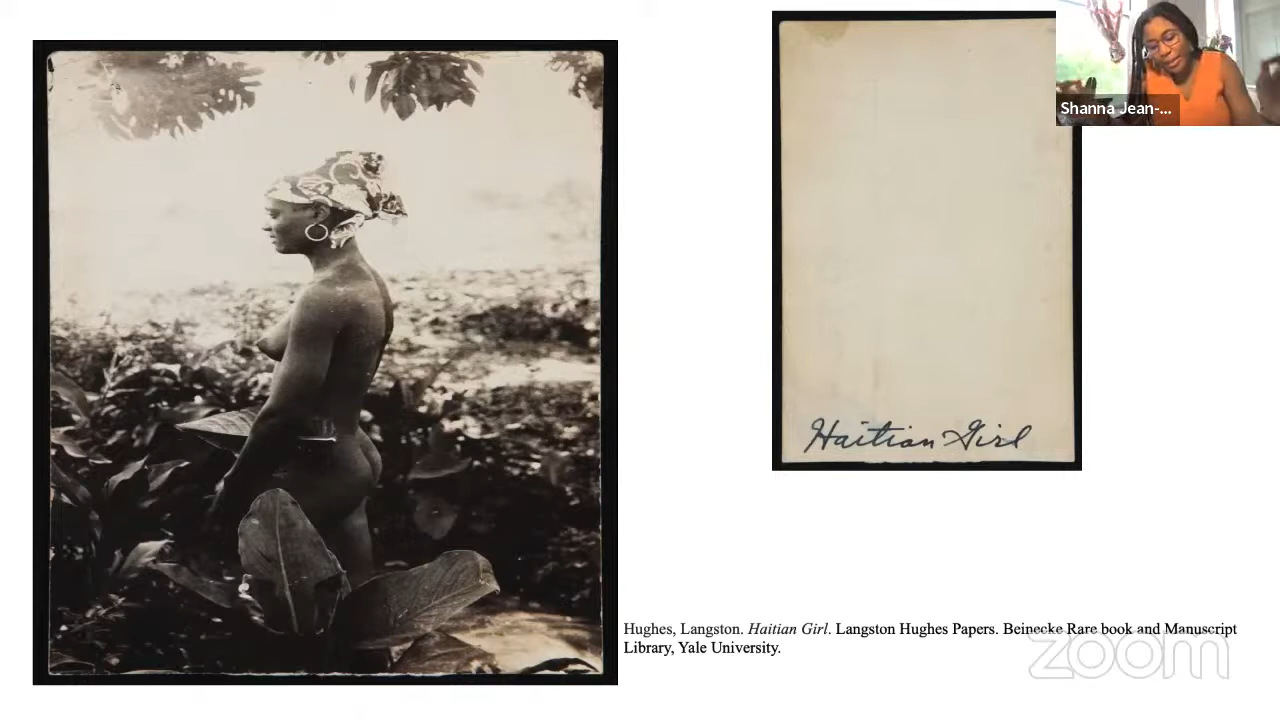 Shanna Jean-...
Haitian Girl
Hughes, Langston. Haitian Girl. Langston Hughes Papers. Beinecke Rare book and Manuscript
Library, Yale University.
zoom